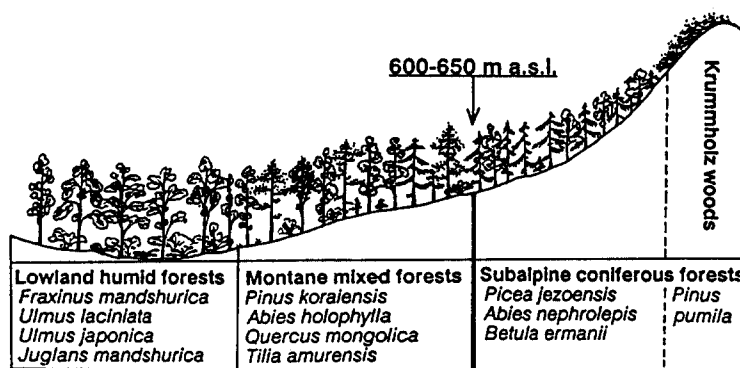 600-650 m a.s.l.
Krummholz woods
Lowland humid forests
Fraxinus mandshurica
Ulmus laciniata
Ulmus japonica
Juglans mandshurica
Montane mixed forests
Pinus koraiensis
Abies holophylla
Quercus mongolica
Tilia amurensis
Subalpine coniferous forests
Picea jezoensis
Abies nephrolepis
Betula ermanii
Pinus
pumila